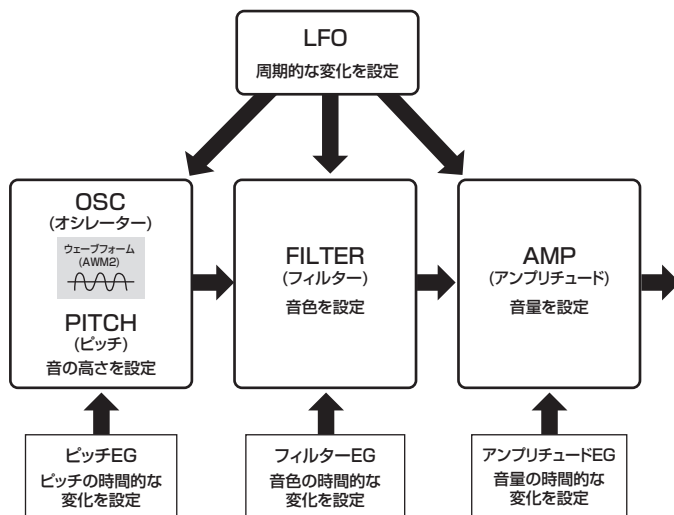 LFO
周期的な変化を設定
OSC
(オシレーター)
ウェーブフォーム
(AWM2)
PITCH
(ピッチ)
音の高さを設定
FILTER
(フィルター)
音色を設定
AMP
(アンプリチュード)
音量を設定
ピッチEG
ピッチの時間的な
変化を設定
フィルターEG
音色の時間的な
変化を設定
アンプリチュードEG
音量の時間的な
変化を設定